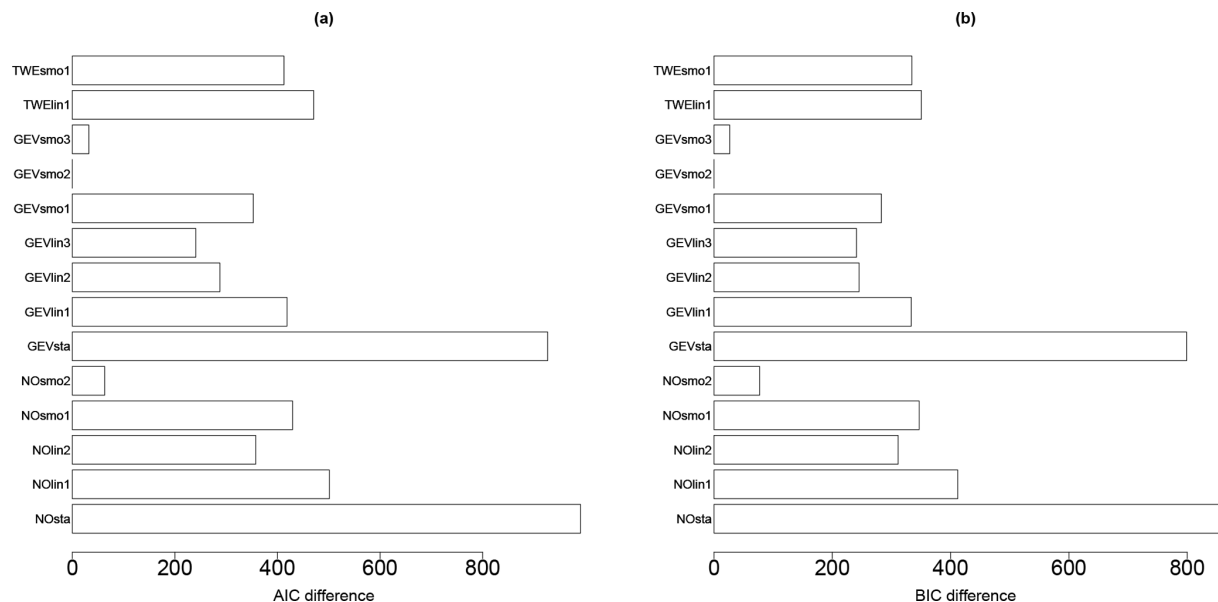 (a)
TWEsmo1
TWElin1
GEVsmo3
GEVsmo2
GEVsmo1
GEVlin3
GEVlin2
GEVlin1
GEVsta
NOsmo2
NOsmo1
NOlin2
NOlin1
NOsta
0 200 400 600 800
AIC difference
(b)
TWEsmo1
TWElin1
GEVsmo3
GEVsmo2
GEVsmo1
GEVlin3
GEVlin2
GEVlin1
GEVsta
NOsmo2
NOsmo1
NOlin2
NOlin1
NOsta
0 200 400 600 800
BIC difference